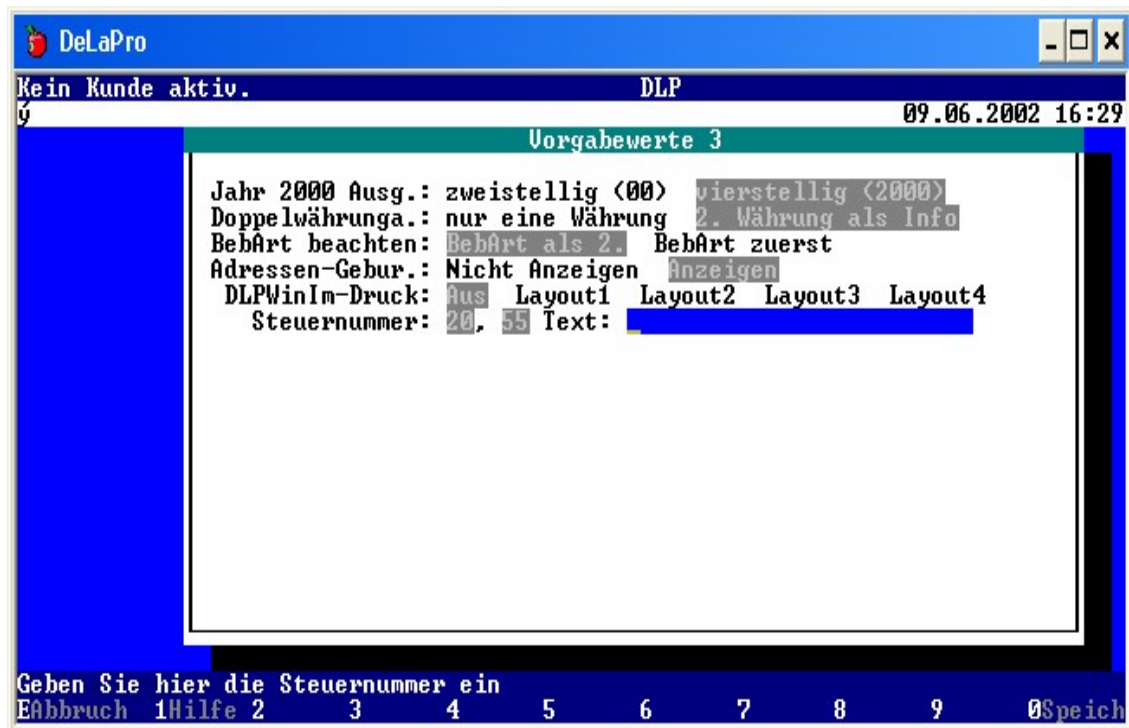 DeLaPro
Kein Kunde aktiv. DLP
ý 09.06.2002 16:29
Vorgabewerte 3
Jahr 2000 Ausg.: zweistellig (00) vierstellig (2000)
Doppelwährunga.: nur eine Währung 2. Währung als Info
BebArt beachten: BebArt als 2. BebArt zuerst
Adressen-Gebur.: Nicht Anzeigen Anzeigen
DLPWinIm-Druck: Aus Layout1 Layout2 Layout3 Layout4
Steuernummer: 20, 55 Text: _
Geben Sie hier die Steuernummer ein
EAbbruch 1Hilfe 2 3 4 5 6 7 8 9 0Speich